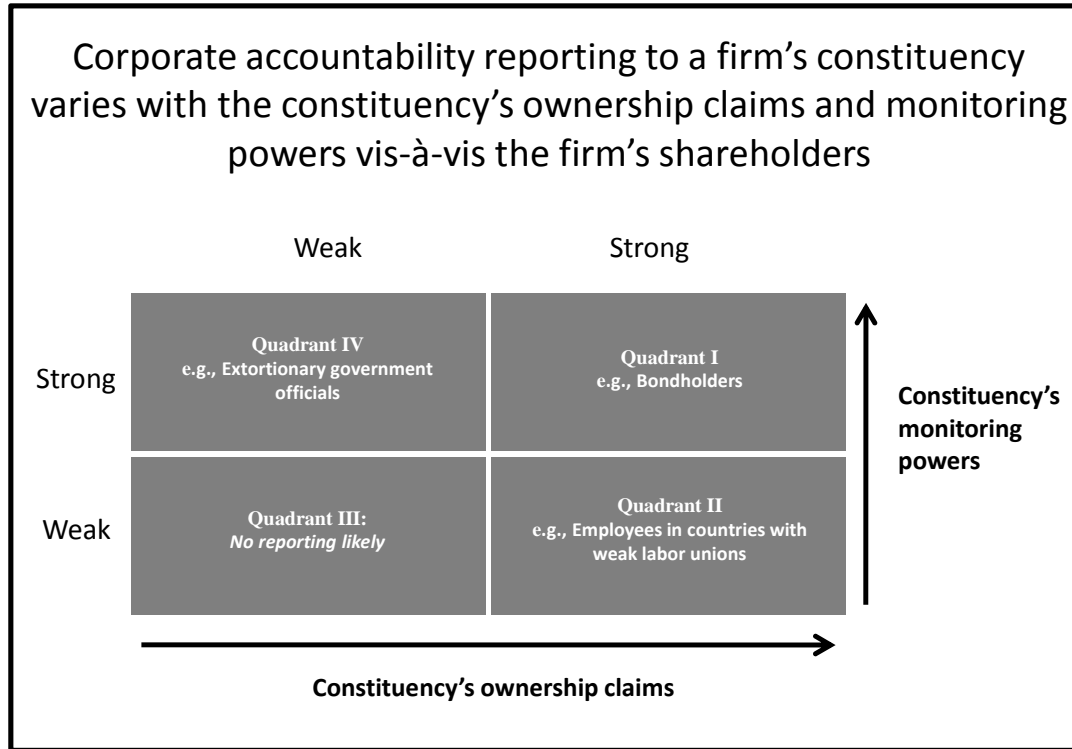 Corporate accountability reporting to a firm’s constituency
varies with the constituency’s ownership claims and monitoring
powers vis-à-vis the firm’s shareholders
Weak
Strong
Strong
Quadrant IV
e.g., Extortionary government
officials
Quadrant I
e.g., Bondholders
Constituency’s
monitoring
powers
Weak
Quadrant III:
No reporting likely
Quadrant II
e.g., Employees in countries with
weak labor unions
Constituency’s ownership claims